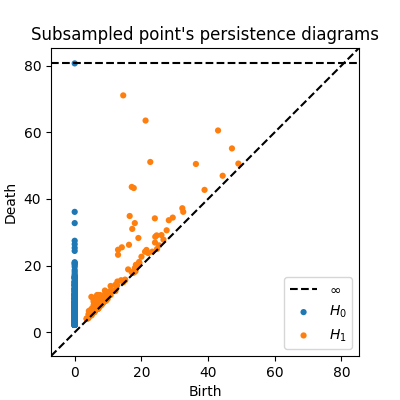 Subsampled point's persistence diagrams
80
60
40
20
0
Death
∞
H₀
H₁
0 20 40 60 80
Birth